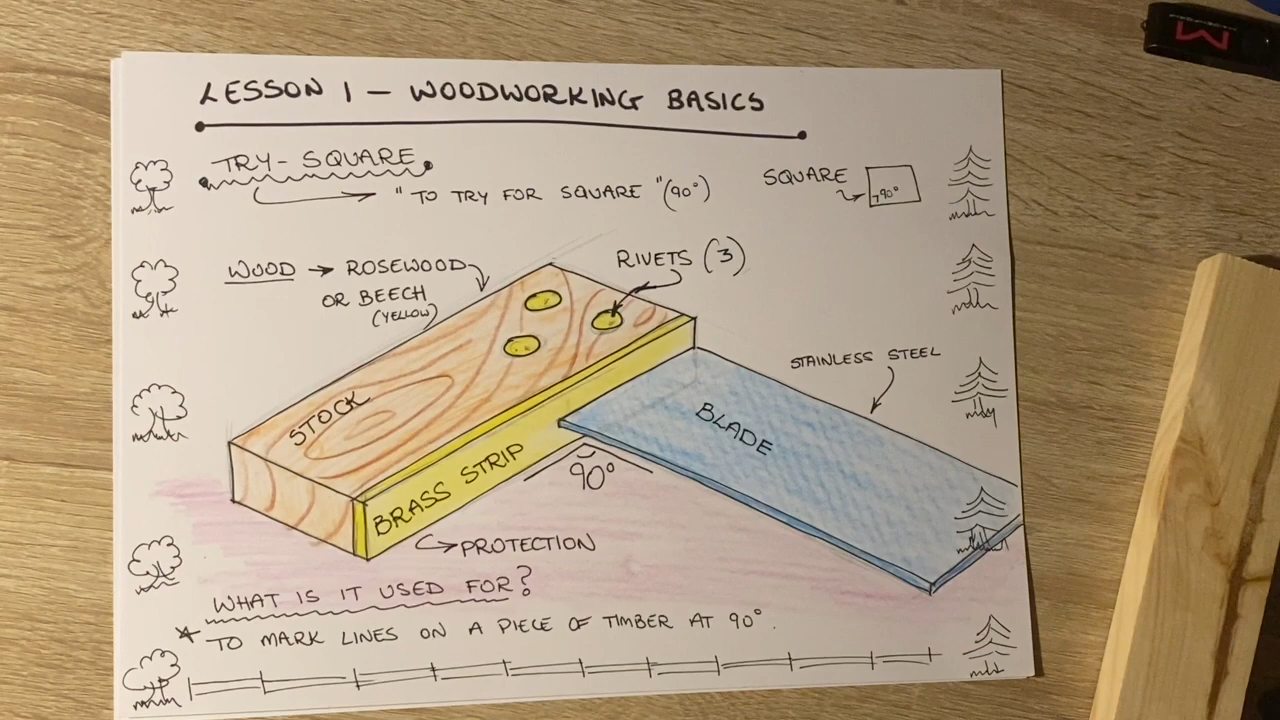 LESSON 1 — WOODWORKING BASICS
TRY-SQUARE
"TO TRY FOR SQUARE" (90°)
SQUARE
90°
WOOD → ROSEWOOD
OR BEECH
(YELLOW)
RIVETS (3)
STAINLESS STEEL
STOCK
BLADE
BRASS STRIP
90°
PROTECTION
WHAT IS IT USED FOR?
TO MARK LINES ON A PIECE OF TIMBER AT 90°.